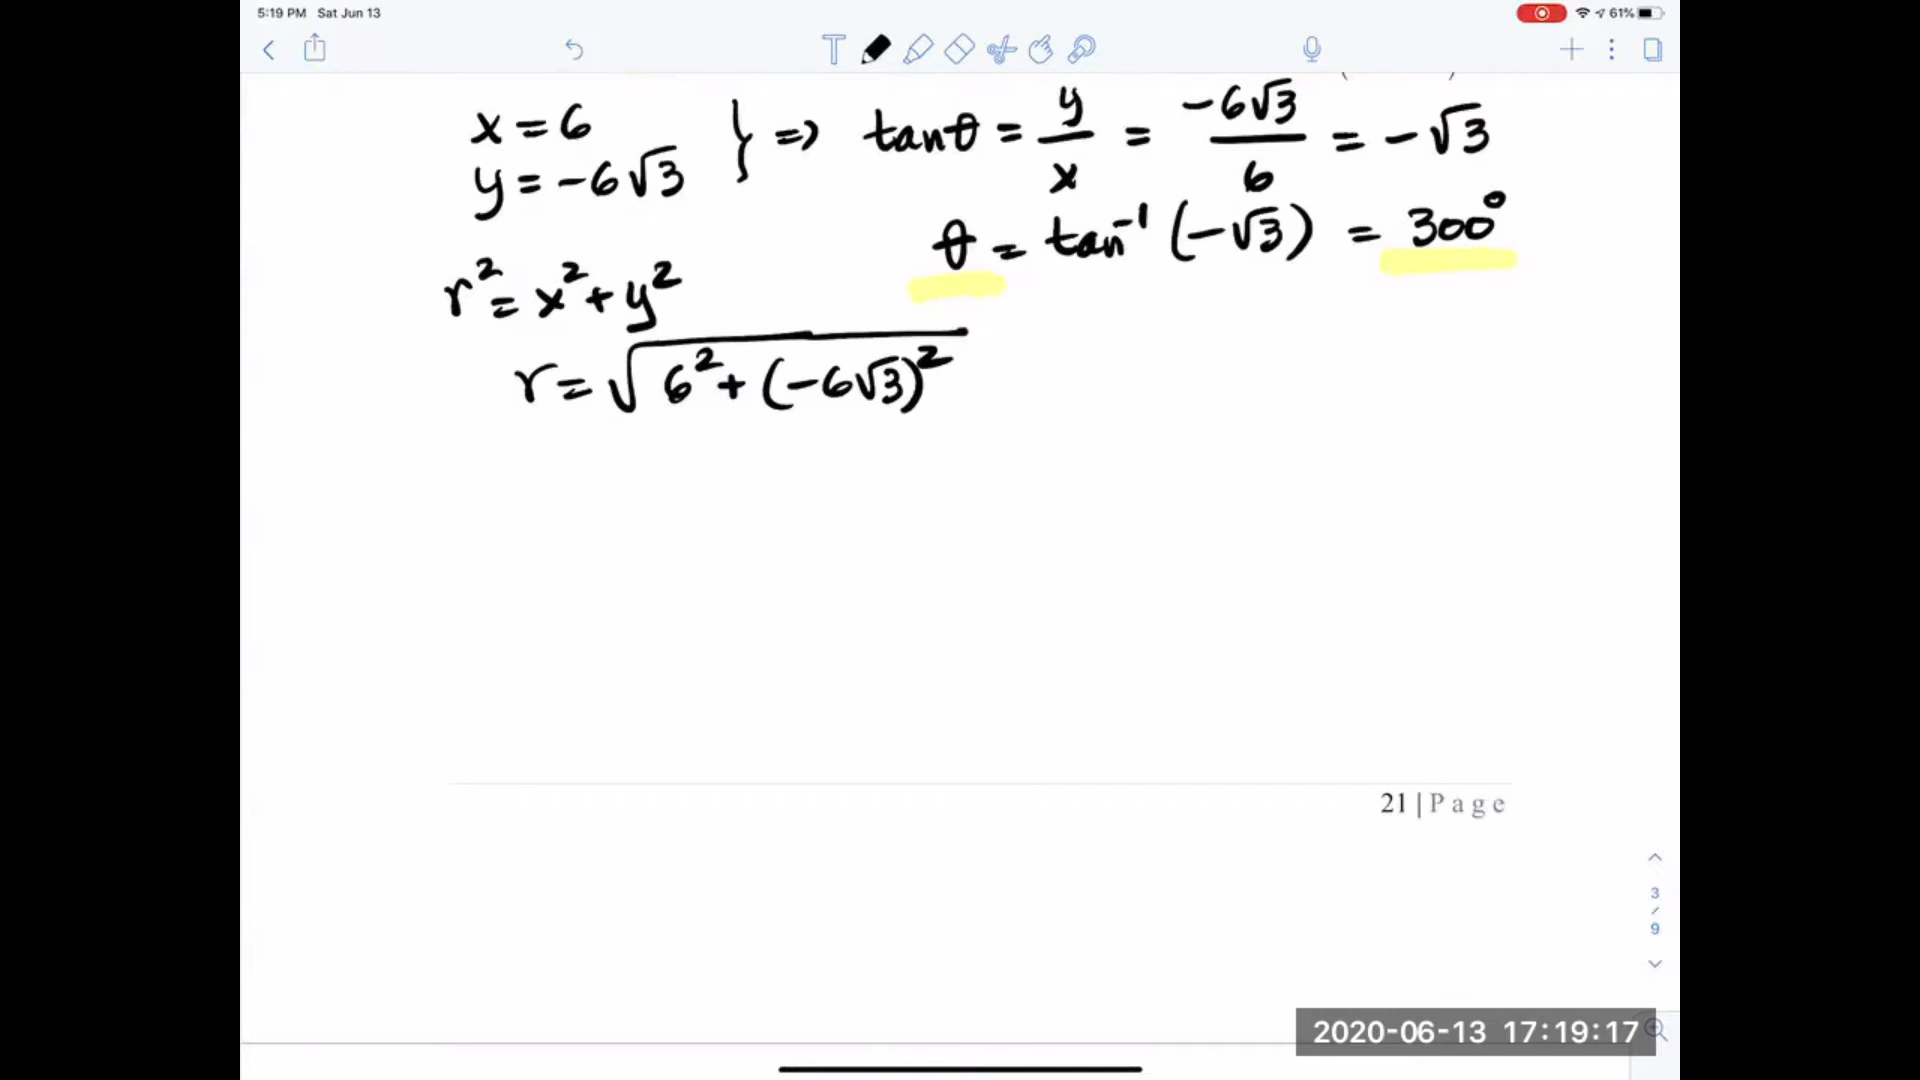 5:19 PM Sat Jun 13
61%
x = 6
y = -6√3
} => tanθ = y/x = -6√3/6 = -√3
θ = tan⁻¹(-√3) = 300°
r² = x² + y²
r = √(6² + (-6√3)²)
21 | Page
3
/
9
2020-06-13 17:19:17